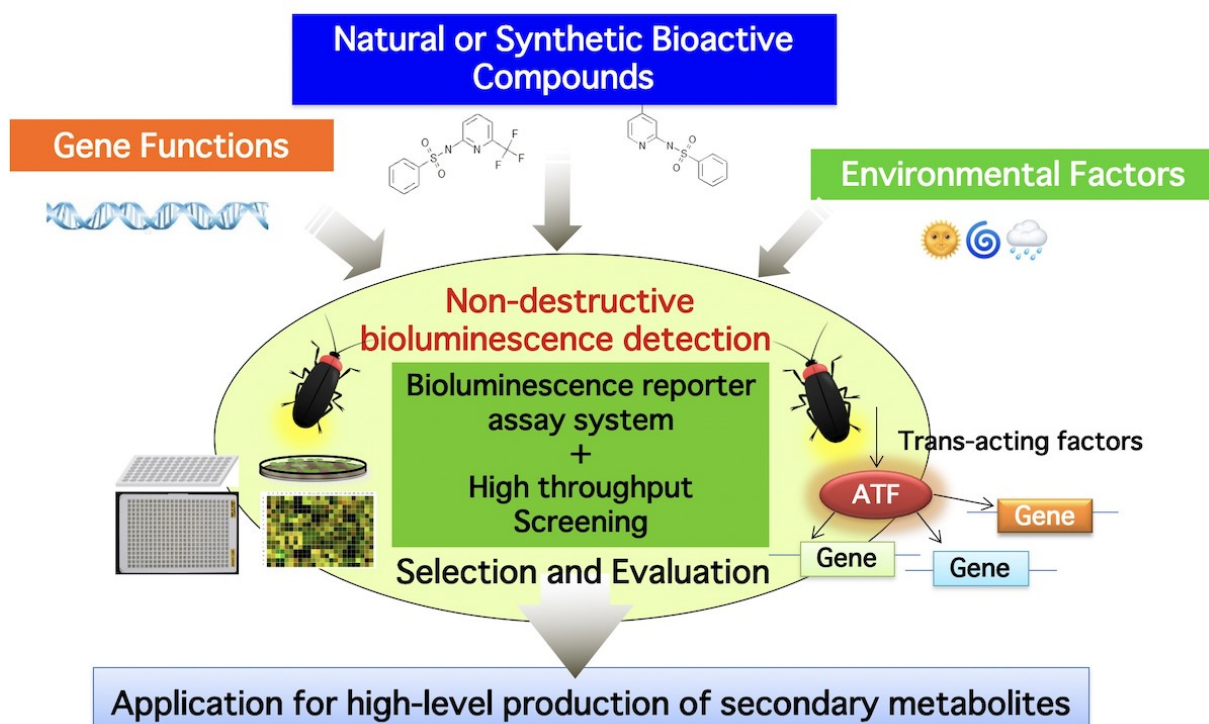 Natural or Synthetic Bioactive
Compounds
Gene Functions
Environmental Factors
N
N
S
O
O
F
F
F
N
N
S
O
O
Non-destructive
bioluminescence detection
Bioluminescence reporter
assay system
+
High throughput
Screening
Selection and Evaluation
Trans-acting factors
ATF
Gene
Gene
Gene
Application for high-level production of secondary metabolites